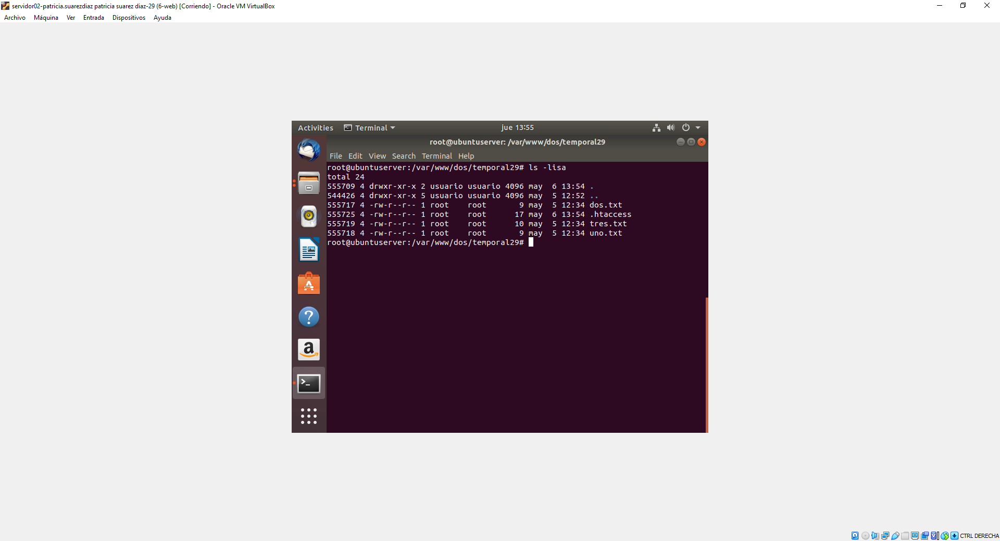 servidor02-patricia.suarezdiaz patricia suarez diaz-29 (6-web) [Corriendo] - Oracle VM VirtualBox
Archivo Máquina Ver Entrada Dispositivos Ayuda
Activities Terminal jue 13:55
root@ubuntuserver: /var/www/dos/temporal29
File Edit View Search Terminal Help
root@ubuntuserver:/var/www/dos/temporal29# ls -lisa
total 24
555709 4 drwxr-xr-x 2 usuario usuario 4096 may  6 13:54 .
544426 4 drwxr-xr-x 5 usuario usuario 4096 may  5 12:52 ..
555717 4 -rw-r--r-- 1 root    root       9 may  5 12:34 dos.txt
555725 4 -rw-r--r-- 1 root    root      17 may  6 13:54 .htaccess
555719 4 -rw-r--r-- 1 root    root      10 may  5 12:34 tres.txt
555718 4 -rw-r--r-- 1 root    root       9 may  5 12:34 uno.txt
root@ubuntuserver:/var/www/dos/temporal29#
CTRL DERECHA